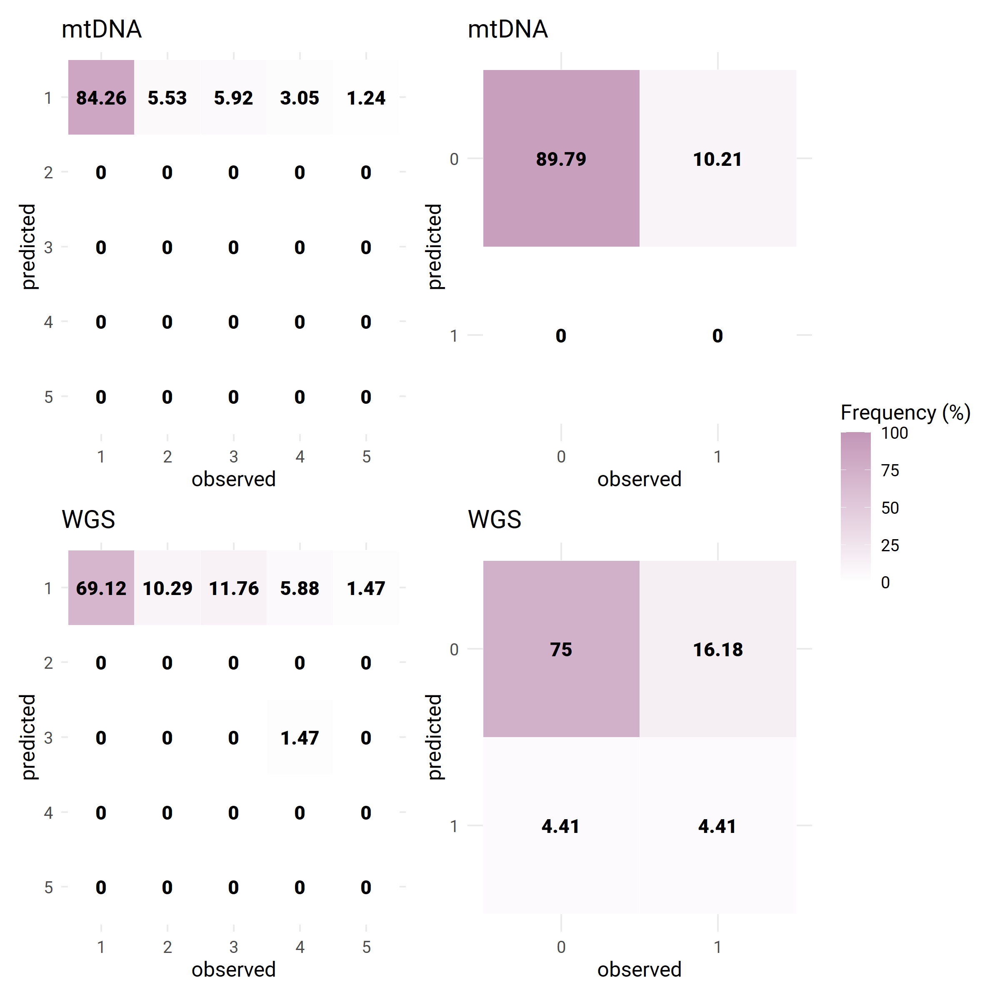 mtDNA
1 84.26 5.53 5.92 3.05 1.24
2 0 0 0 0 0
3 0 0 0 0 0
4 0 0 0 0 0
5 0 0 0 0 0
predicted
1 2 3 4 5
observed
mtDNA
0 89.79 10.21
1 0 0
predicted
0 1
observed
WGS
1 69.12 10.29 11.76 5.88 1.47
2 0 0 0 0 0
3 0 0 0 1.47 0
4 0 0 0 0 0
5 0 0 0 0 0
predicted
1 2 3 4 5
observed
WGS
0 75 16.18
1 4.41 4.41
predicted
0 1
observed
Frequency (%)
100
75
50
25
0